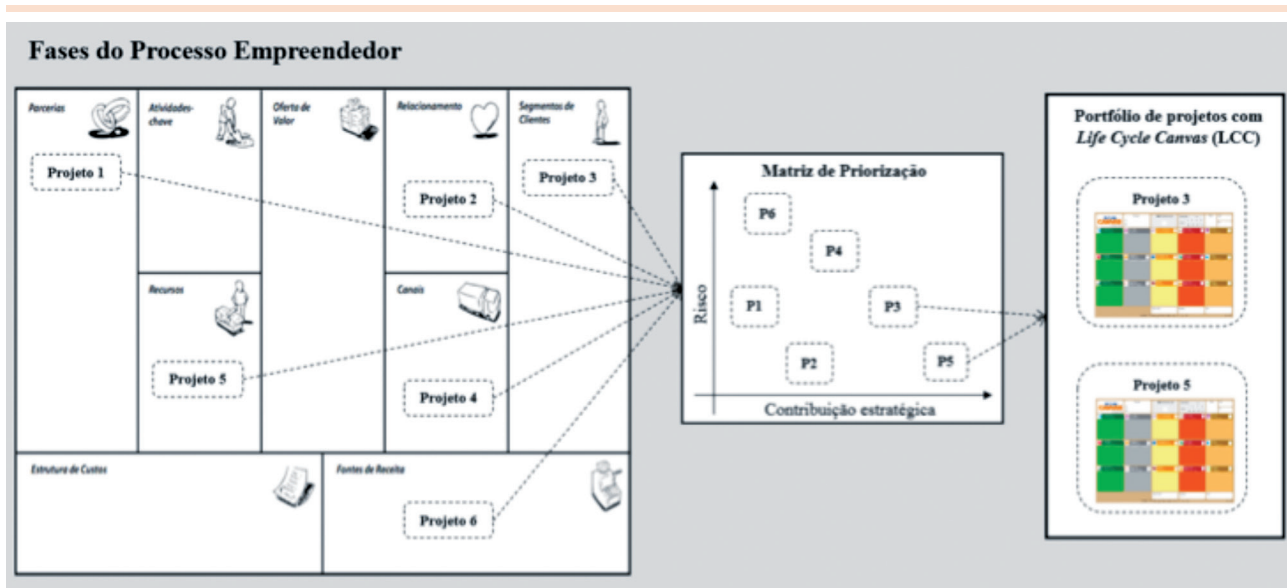 Fases do Processo Empreendedor
Parcerias
Atividades-
chave
Oferta de
Valor
Relacionamento
Segmentos de
Clientes
Projeto 1
Projeto 2
Projeto 3
Recursos
Canais
Projeto 5
Projeto 4
Estrutura de Custos
Fontes de Receita
Projeto 6
Matriz de Priorização
Risco
P6
P4
P1
P3
P2
P5
Contribuição estratégica
Portfólio de projetos com
Life Cycle Canvas (LCC)
Projeto 3
Projeto 5